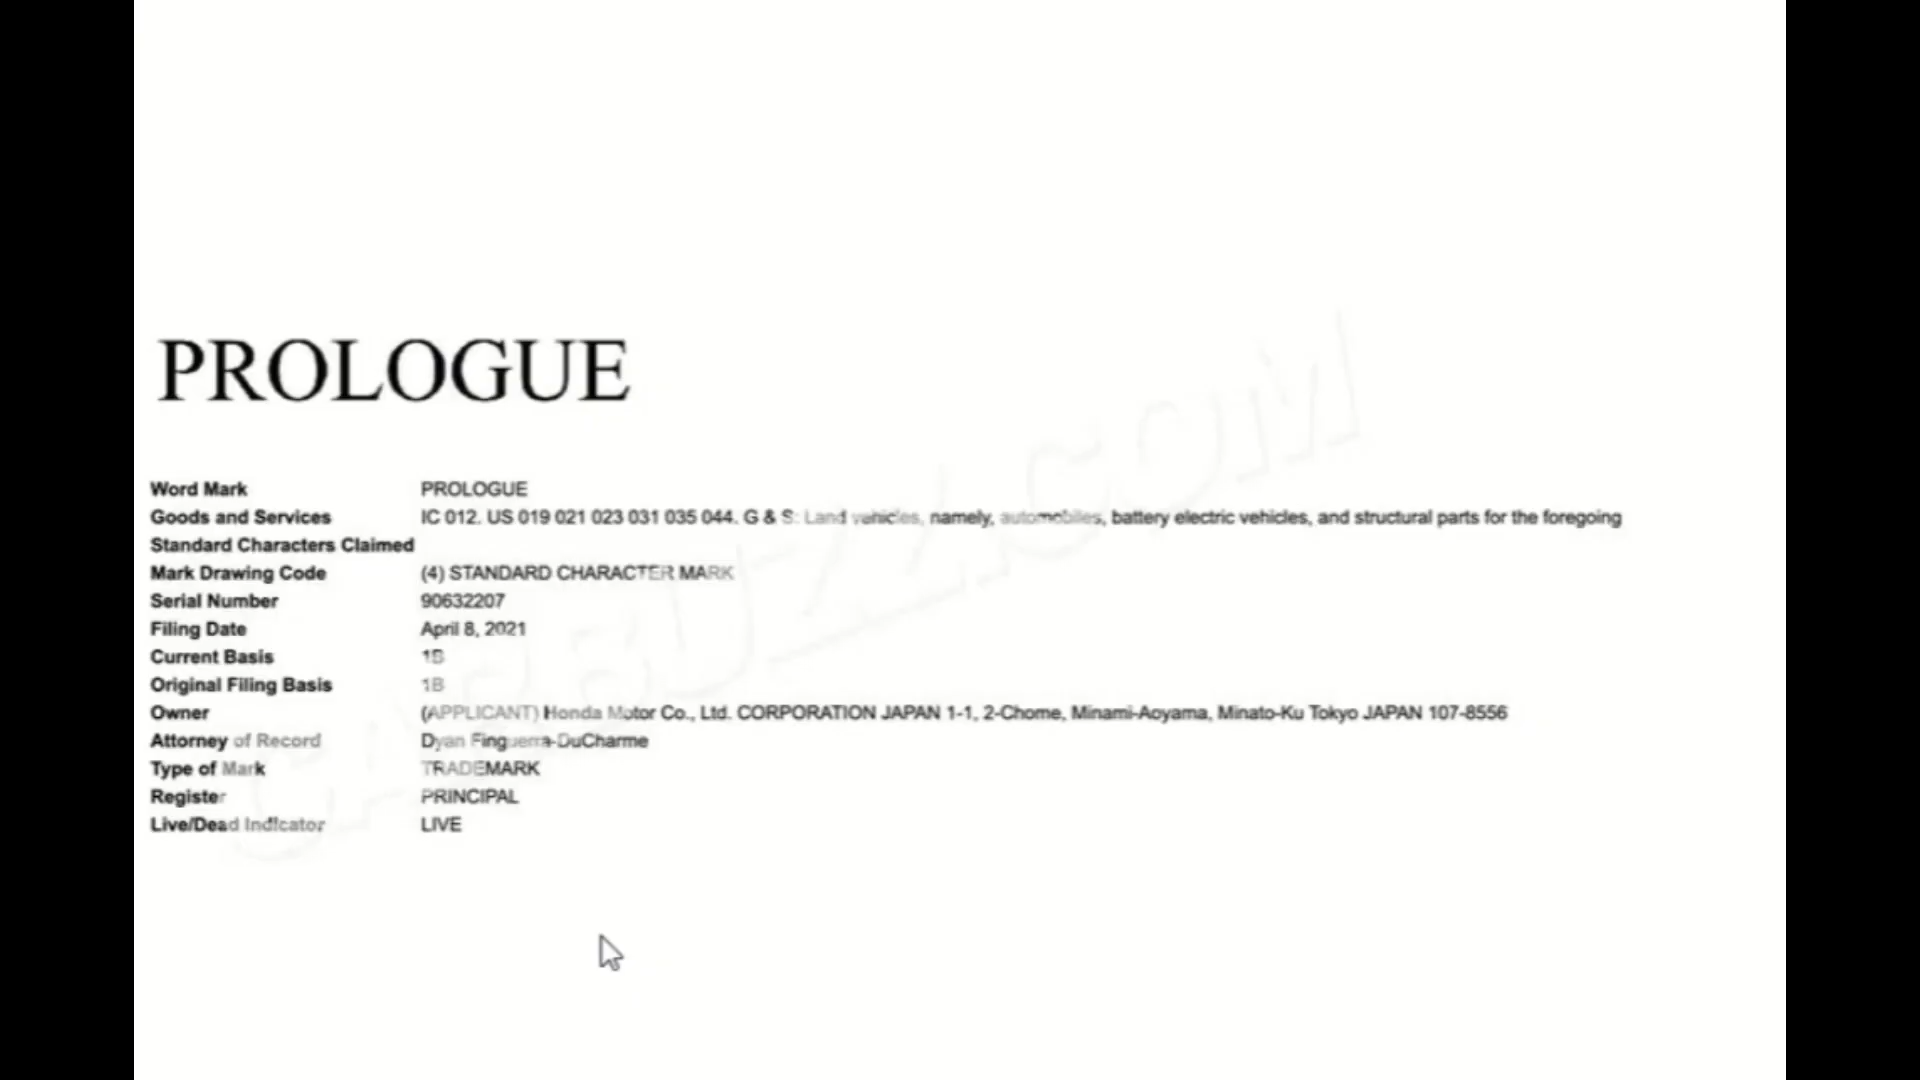 PROLOGUE
Word Mark PROLOGUE
Goods and Services IC 012. US 019 021 023 031 035 044. G & S: Land vehicles, namely, automobiles, battery electric vehicles, and structural parts for the foregoing
Standard Characters Claimed
Mark Drawing Code (4) STANDARD CHARACTER MARK
Serial Number 90632207
Filing Date April 8, 2021
Current Basis 1B
Original Filing Basis 1B
Owner (APPLICANT) Honda Motor Co., Ltd. CORPORATION JAPAN 1-1, 2-Chome, Minami-Aoyama, Minato-Ku Tokyo JAPAN 107-8556
Attorney of Record Dyan Finguerra-DuCharme
Type of Mark TRADEMARK
Register PRINCIPAL
Live/Dead Indicator LIVE
CARBUZZ.COM